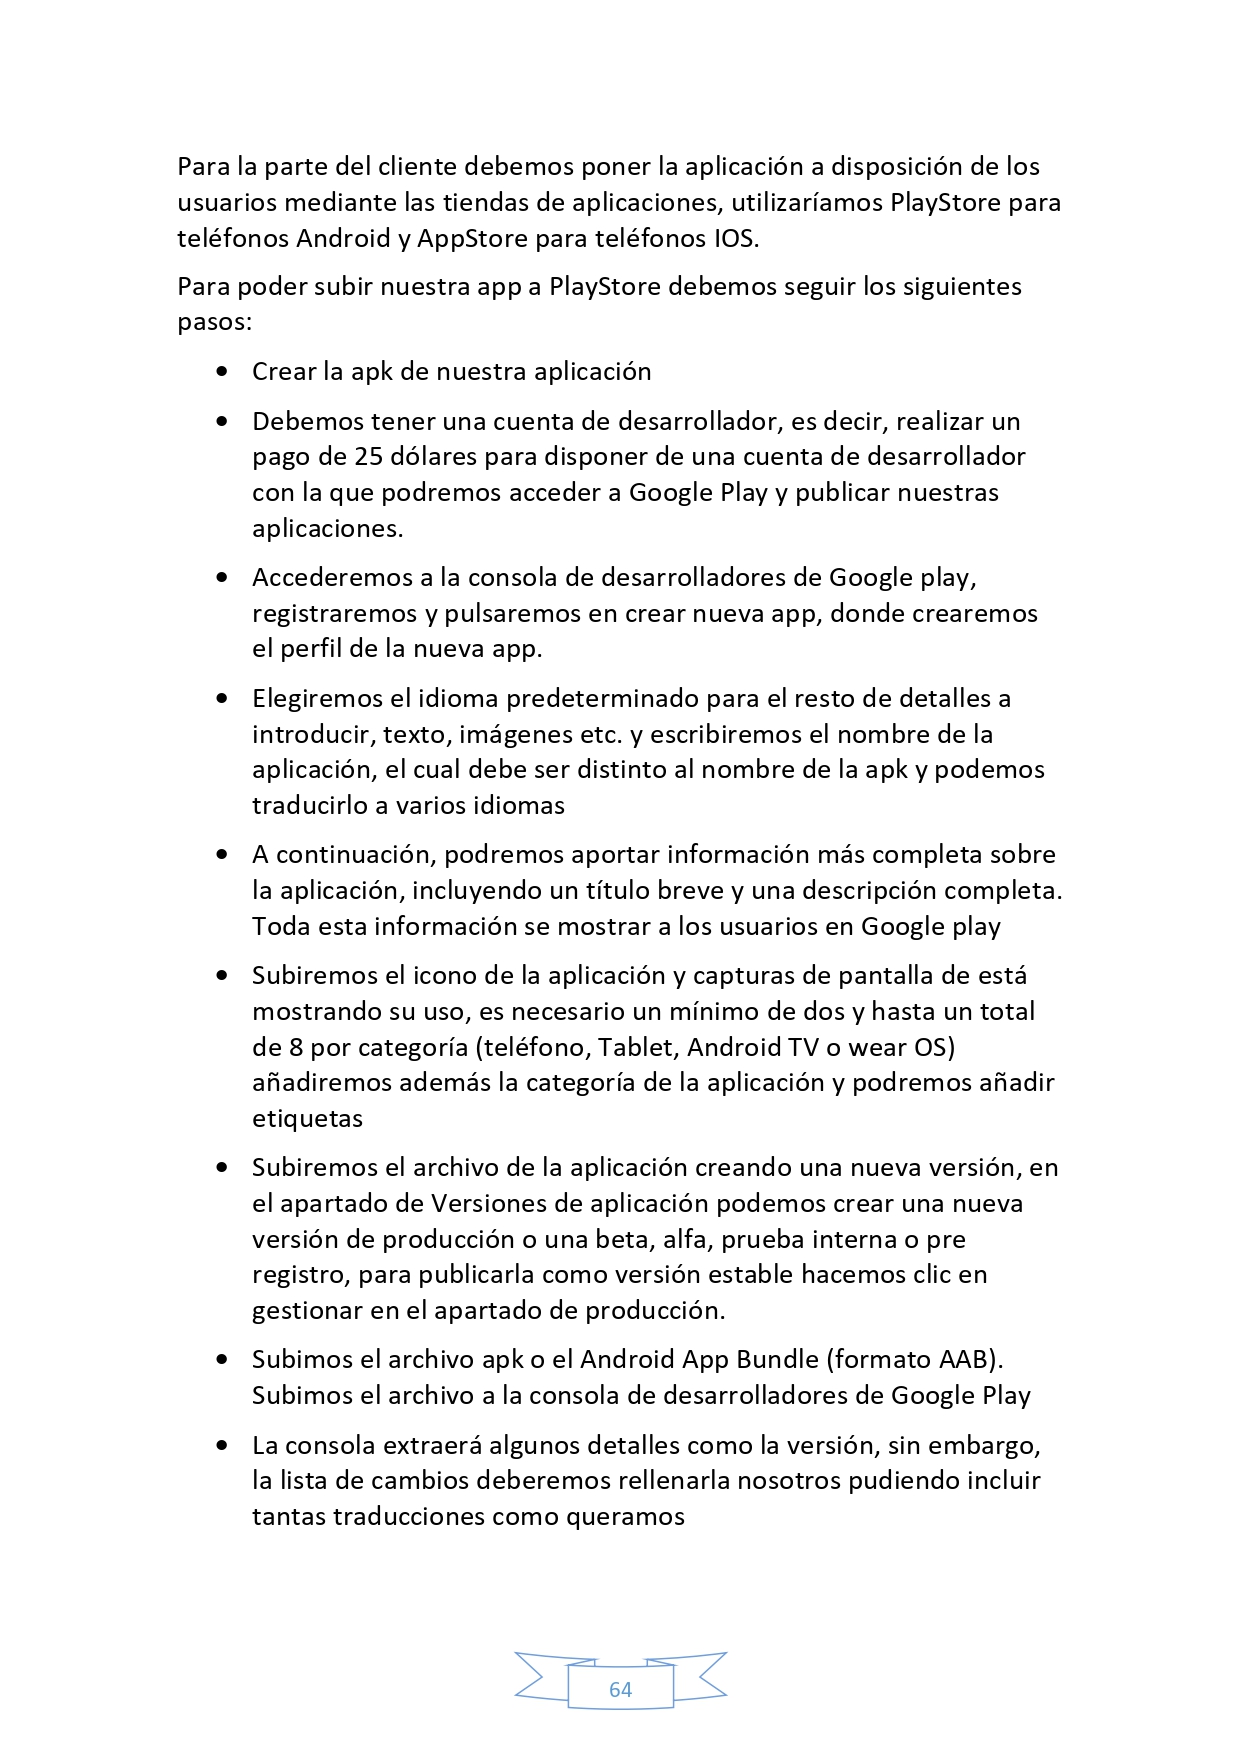 Para la parte del cliente debemos poner la aplicación a disposición de los
usuarios mediante las tiendas de aplicaciones, utilizaríamos PlayStore para
teléfonos Android y AppStore para teléfonos IOS.
Para poder subir nuestra app a PlayStore debemos seguir los siguientes
pasos:
• Crear la apk de nuestra aplicación
• Debemos tener una cuenta de desarrollador, es decir, realizar un
pago de 25 dólares para disponer de una cuenta de desarrollador
con la que podremos acceder a Google Play y publicar nuestras
aplicaciones.
• Accederemos a la consola de desarrolladores de Google play,
registraremos y pulsaremos en crear nueva app, donde crearemos
el perfil de la nueva app.
• Elegiremos el idioma predeterminado para el resto de detalles a
introducir, texto, imágenes etc. y escribiremos el nombre de la
aplicación, el cual debe ser distinto al nombre de la apk y podemos
traducirlo a varios idiomas
• A continuación, podremos aportar información más completa sobre
la aplicación, incluyendo un título breve y una descripción completa.
Toda esta información se mostrar a los usuarios en Google play
• Subiremos el icono de la aplicación y capturas de pantalla de está
mostrando su uso, es necesario un mínimo de dos y hasta un total
de 8 por categoría (teléfono, Tablet, Android TV o wear OS)
añadiremos además la categoría de la aplicación y podremos añadir
etiquetas
• Subiremos el archivo de la aplicación creando una nueva versión, en
el apartado de Versiones de aplicación podemos crear una nueva
versión de producción o una beta, alfa, prueba interna o pre
registro, para publicarla como versión estable hacemos clic en
gestionar en el apartado de producción.
• Subimos el archivo apk o el Android App Bundle (formato AAB).
Subimos el archivo a la consola de desarrolladores de Google Play
• La consola extraerá algunos detalles como la versión, sin embargo,
la lista de cambios deberemos rellenarla nosotros pudiendo incluir
tantas traducciones como queramos
64